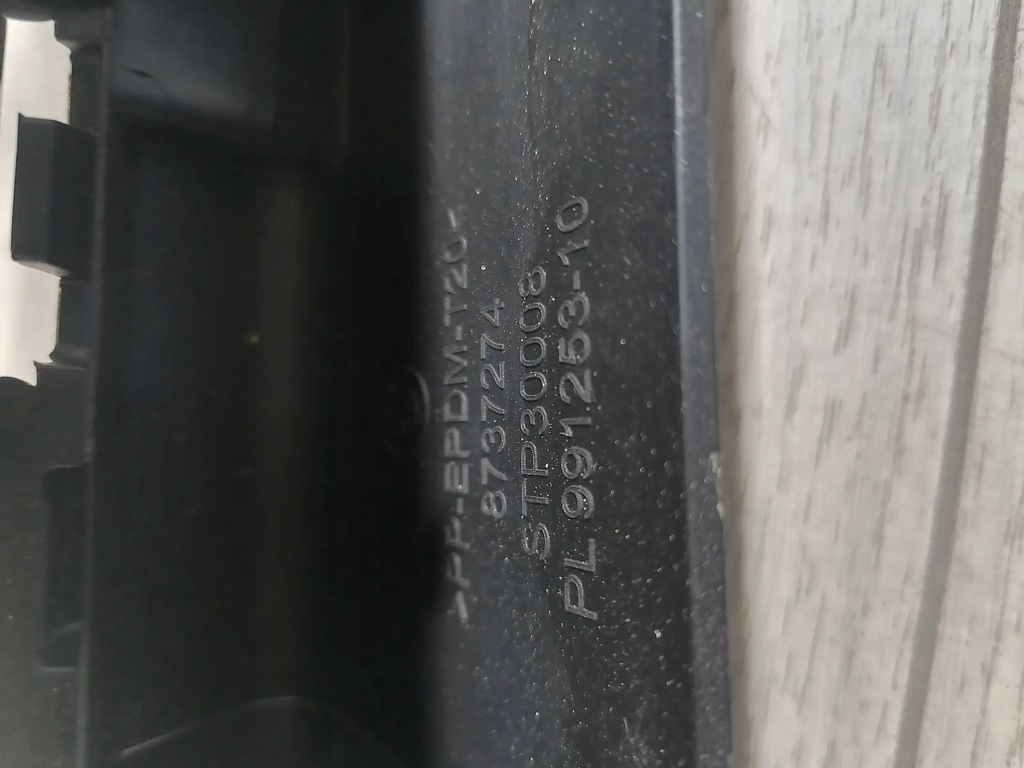 >PP-EPDM-T20-
8737274
STP30008
PL 991253-10